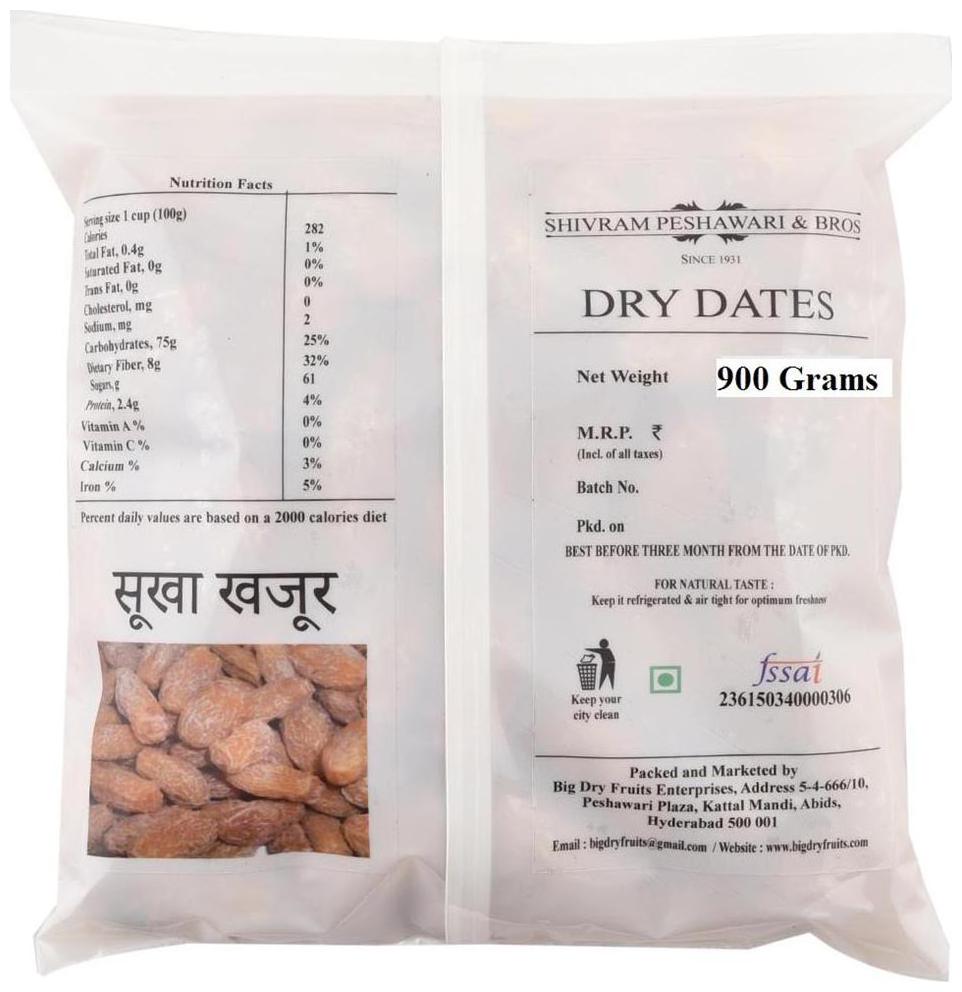 Nutrition Facts
Serving size 1 cup (100g)
Calories 282
Total Fat, 0.4g 1%
Saturated Fat, 0g 0%
Trans Fat, 0g 0%
Cholesterol, mg 0
Sodium, mg 2
Carbohydrates, 75g 25%
Dietary Fiber, 8g 32%
Sugars, g 61
Protein, 2.4g 4%
Vitamin A % 0%
Vitamin C % 0%
Calcium % 3%
Iron % 5%
Percent daily values are based on a 2000 calories diet
सूखा खजूर
SHIVRAM PESHAWARI & BROS
SINCE 1931
DRY DATES
Net Weight 900 Grams
M.R.P. ₹
(Incl. of all taxes)
Batch No.
Pkd. on
BEST BEFORE THREE MONTH FROM THE DATE OF PKD.
FOR NATURAL TASTE :
Keep it refrigerated & air tight for optimum freshness
Keep your
city clean
fssai
236150340000306
Packed and Marketed by
Big Dry Fruits Enterprises, Address 5-4-666/10,
Peshawari Plaza, Kattal Mandi, Abids,
Hyderabad 500 001
Email : bigdryfruits@gmail.com / Website : www.bigdryfruits.com